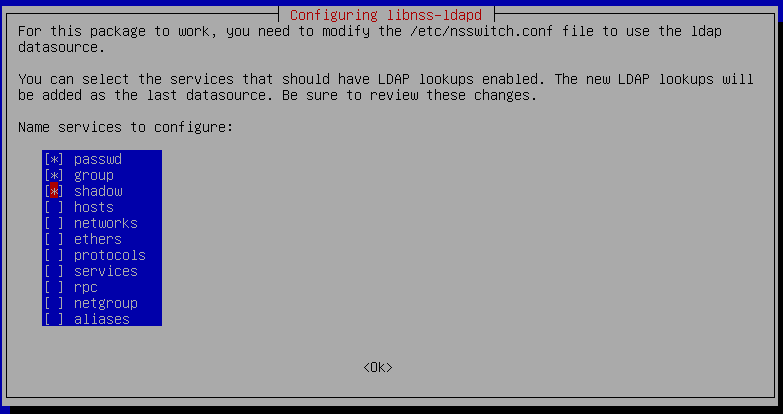 Configuring libnss-ldapd
For this package to work, you need to modify the /etc/nsswitch.conf file to use the ldap
datasource.
You can select the services that should have LDAP lookups enabled. The new LDAP lookups will
be added as the last datasource. Be sure to review these changes.
Name services to configure:
[*] passwd
[*] group
[*] shadow
[ ] hosts
[ ] networks
[ ] ethers
[ ] protocols
[ ] services
[ ] rpc
[ ] netgroup
[ ] aliases
<Ok>